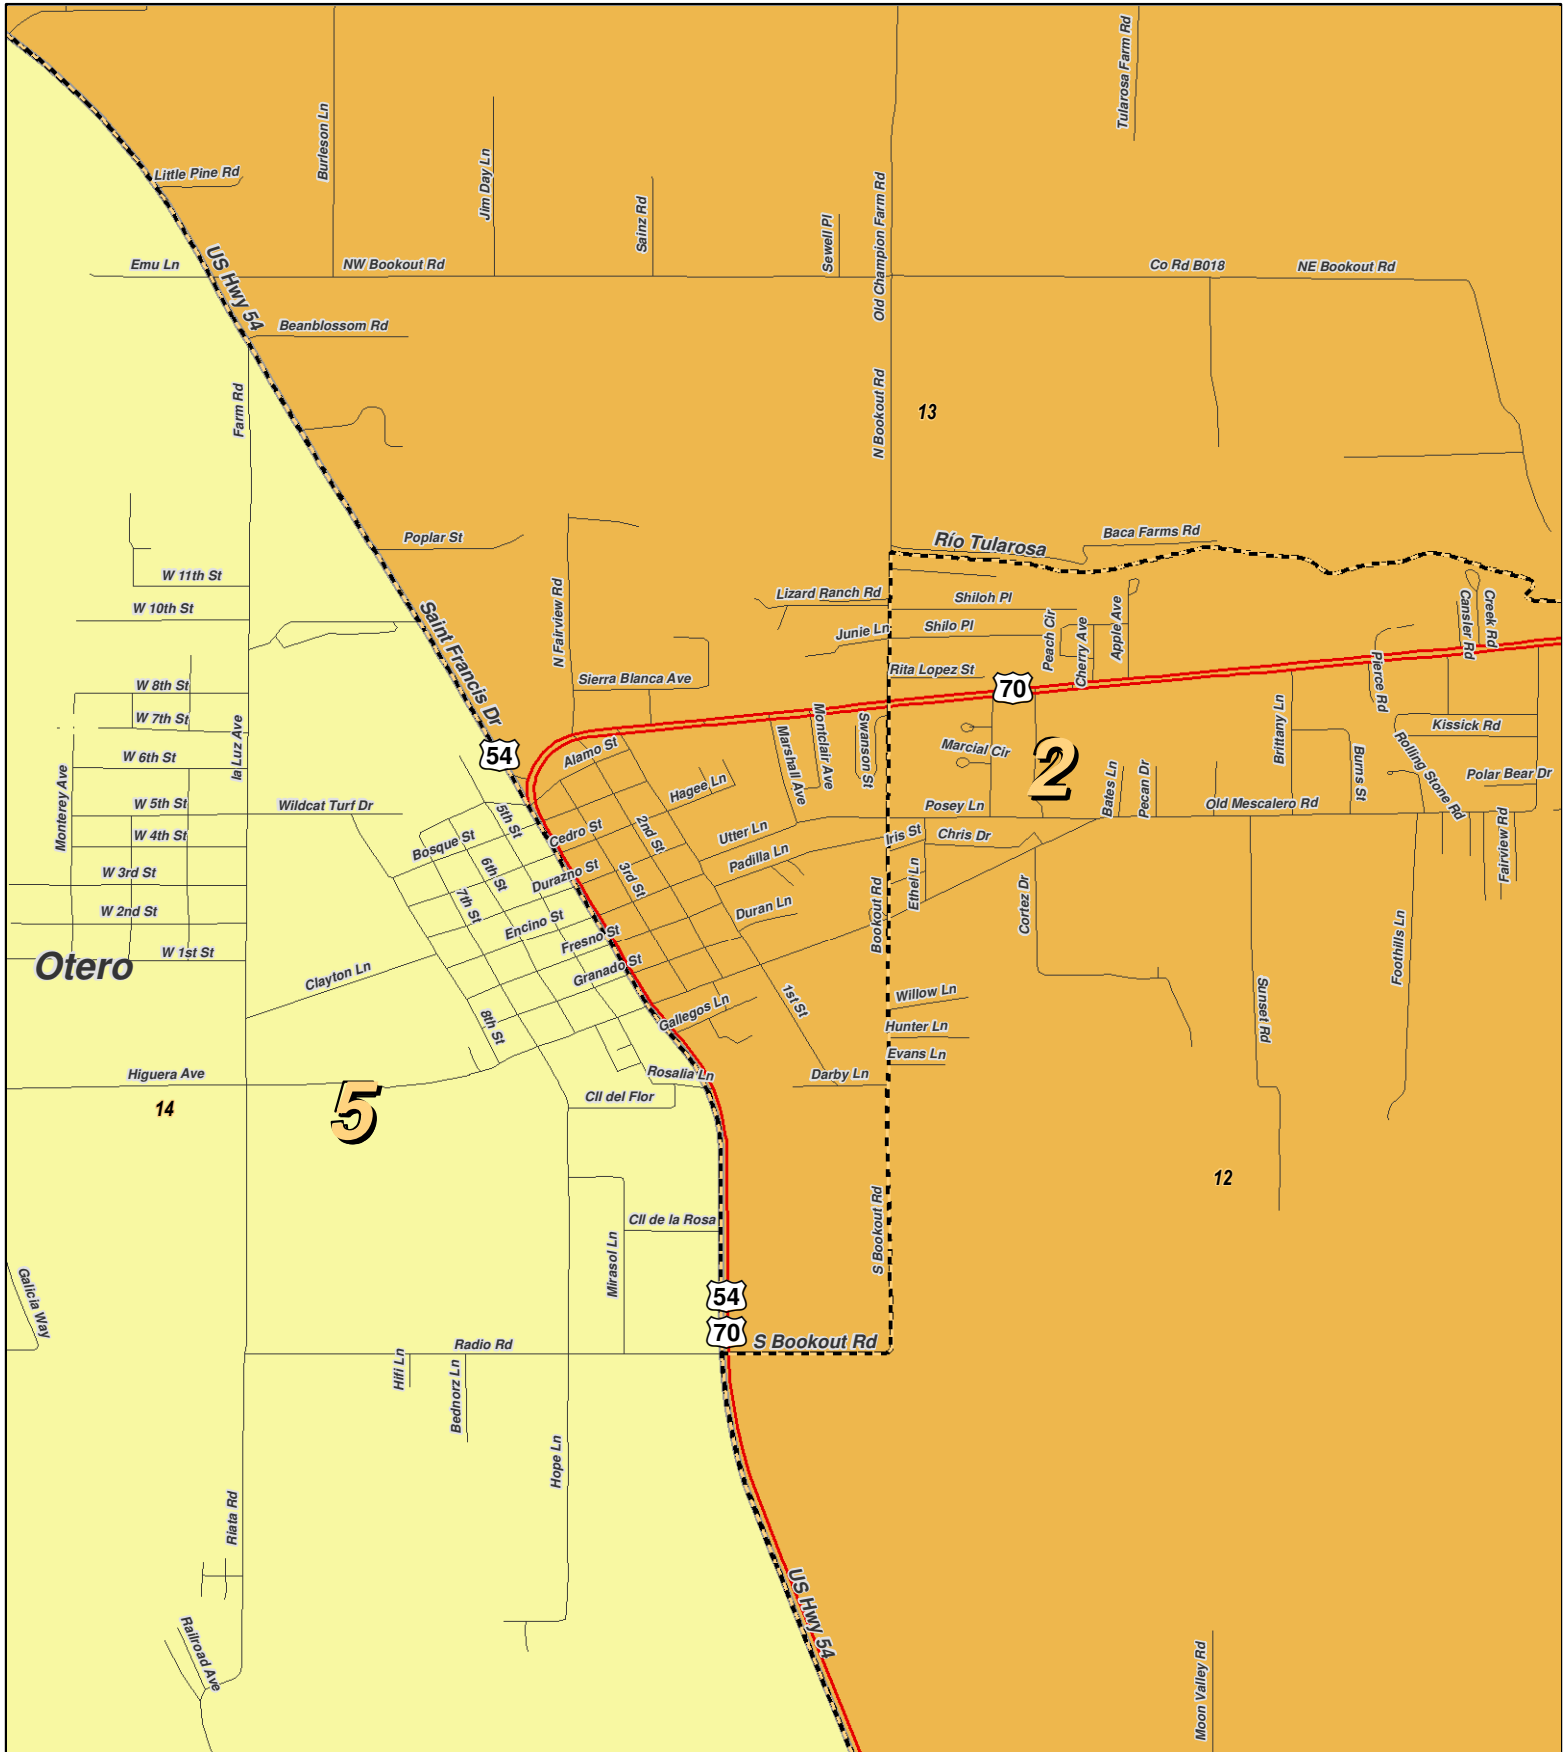 Tularosa Farm Rd
Burleson Ln
Jim Day Ln
Little Pine Rd
Sainz Rd
Sewell Pl
Old Champion Farm Rd
US Hwy 54
Emu Ln
NW Bookout Rd
Co Rd B018
NE Bookout Rd
Beanblossom Rd
Farm Rd
N Bookout Rd
13
Poplar St
Río Tularosa
Baca Farms Rd
W 11th St
W 10th St
Saint Francis Dr
N Fairview Rd
Lizard Ranch Rd
Shiloh Pl
Junie Ln
Shilo Pl
Peach Cir
Cherry Ave
Apple Ave
Cansler Rd
Creek Rd
Pierce Rd
Rita Lopez St
Sierra Blanca Ave
70
W 8th St
W 7th St
la Luz Ave
W 6th St
Monterey Ave
54
Alamo St
Marshall Ave
Montclair Ave
Swanson St
Marcial Cir
2
Brittany Ln
Burns St
Kissick Rd
Rolling Stone Rd
Polar Bear Dr
Hagee Ln
Bates Ln
Pecan Dr
W 5th St
Wildcat Turf Dr
Posey Ln
Old Mescalero Rd
W 4th St
5th St
Cedro St
2nd St
Utter Ln
Iris St
Chris Dr
Bosque St
Fairview Rd
W 3rd St
6th St
Durazno St
3rd St
Padilla Ln
Ethel Ln
Bookout Rd
Cortez Dr
W 2nd St
7th St
Encino St
Duran Ln
Foothills Ln
Otero
W 1st St
Fresno St
Clayton Ln
Granado St
1st St
Willow Ln
Sunset Rd
8th St
Gallegos Ln
Hunter Ln
Evans Ln
Higuera Ave
Rosalia Ln
Darby Ln
14
5
Cll del Flor
12
Cll de la Rosa
S Bookout Rd
Mirasol Ln
Galicia Way
54
70
Radio Rd
S Bookout Rd
Hifi Ln
Bednorz Ln
Hope Ln
Riata Rd
US Hwy 54
Railroad Ave
Moon Valley Rd